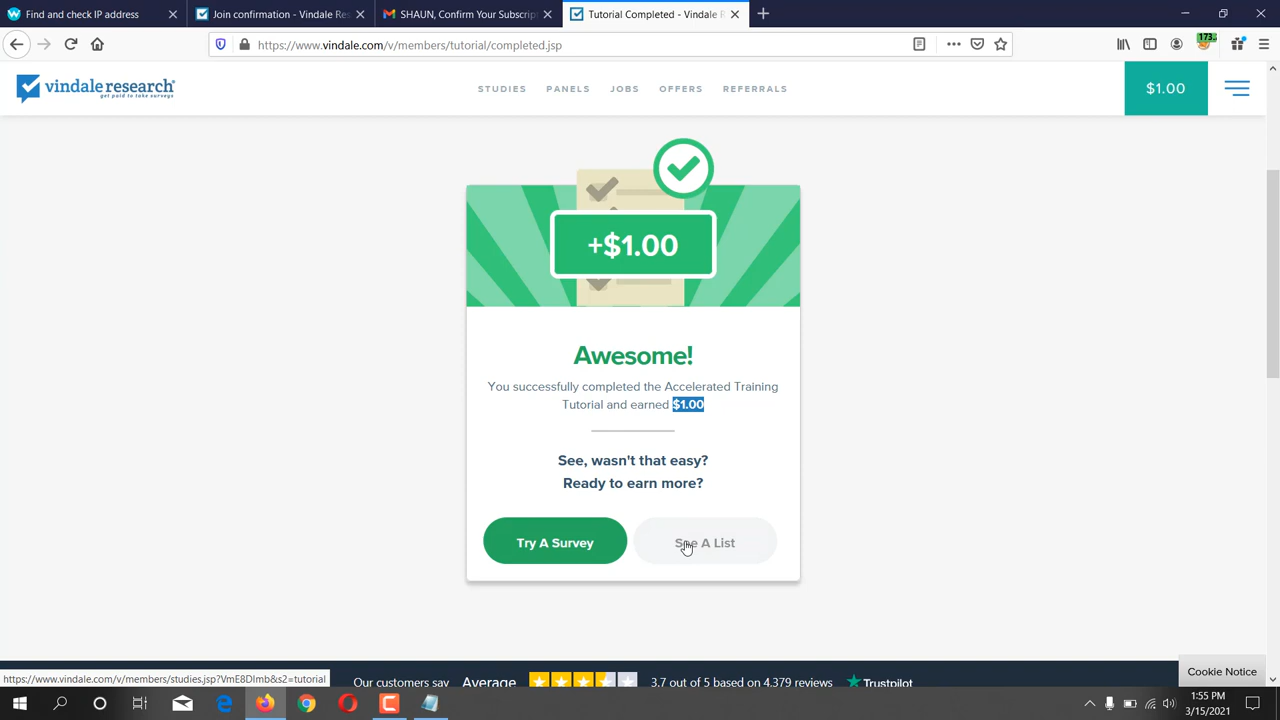 Find and check IP address
Join confirmation - Vindale Res
SHAUN, Confirm Your Subscript
Tutorial Completed - Vindale R
https://www.vindale.com/v/members/tutorial/completed.jsp
173..
vindale research
get paid to take surveys
STUDIES
PANELS
JOBS
OFFERS
REFERRALS
$1.00
+$1.00
Awesome!
You successfully completed the Accelerated Training
Tutorial and earned $1.00
See, wasn't that easy?
Ready to earn more?
Try A Survey
See A List
https://www.vindale.com/v/members/studies.jsp?VmE8DImb&s2=tutorial
Our customers say Average 3.7 out of 5 based on 4,379 reviews Trustpilot
Cookie Notice
1:55 PM
3/15/2021